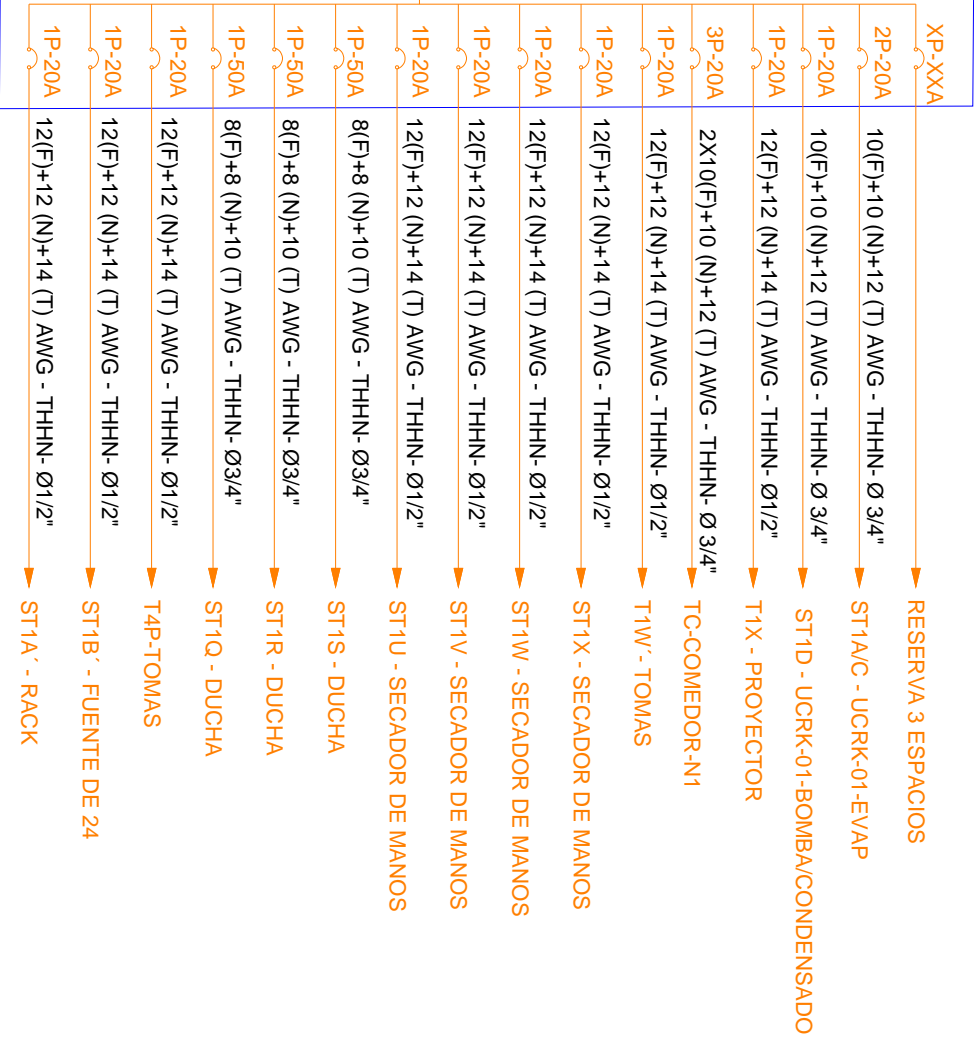 XP-XXA RESERVA 3 ESPACIOS
2P-20A 10(F)+10 (N)+12 (T) AWG - THHN- Ø 3/4" ST1A/C - UCRK-01-EVAP
1P-20A 10(F)+10 (N)+12 (T) AWG - THHN- Ø 3/4" ST1D - UCRK-01-BOMBA/CONDENSADO
1P-20A 12(F)+12 (N)+14 (T) AWG - THHN- Ø1/2" T1X - PROYECTOR
3P-20A 2X10(F)+10 (N)+12 (T) AWG - THHN- Ø 3/4" TC-COMEDOR-N1
1P-20A 12(F)+12 (N)+14 (T) AWG - THHN- Ø1/2" T1W´- TOMAS
1P-20A 12(F)+12 (N)+14 (T) AWG - THHN- Ø1/2" ST1X - SECADOR DE MANOS
1P-20A 12(F)+12 (N)+14 (T) AWG - THHN- Ø1/2" ST1W - SECADOR DE MANOS
1P-20A 12(F)+12 (N)+14 (T) AWG - THHN- Ø1/2" ST1V - SECADOR DE MANOS
1P-20A 12(F)+12 (N)+14 (T) AWG - THHN- Ø1/2" ST1U - SECADOR DE MANOS
1P-50A 8(F)+8 (N)+10 (T) AWG - THHN- Ø3/4" ST1S - DUCHA
1P-50A 8(F)+8 (N)+10 (T) AWG - THHN- Ø3/4" ST1R - DUCHA
1P-50A 8(F)+8 (N)+10 (T) AWG - THHN- Ø3/4" ST1Q - DUCHA
1P-20A 12(F)+12 (N)+14 (T) AWG - THHN- Ø1/2" T4P-TOMAS
1P-20A 12(F)+12 (N)+14 (T) AWG - THHN- Ø1/2" ST1B´ - FUENTE DE 24
1P-20A 12(F)+12 (N)+14 (T) AWG - THHN- Ø1/2" ST1A´ - RACK